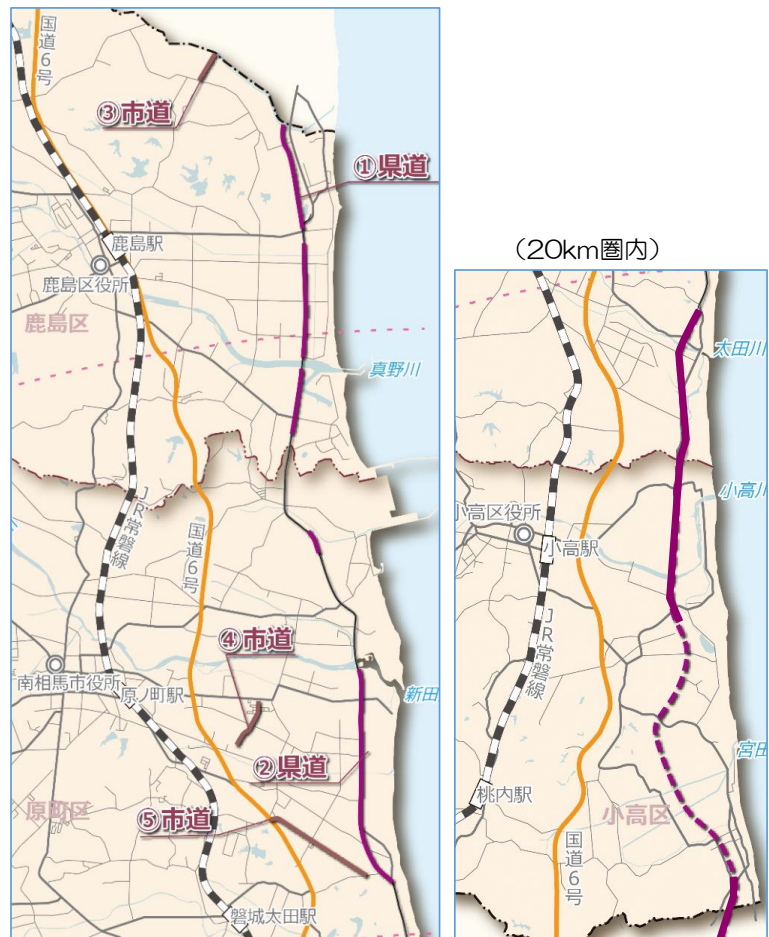 国道6号
③市道
①県道
鹿島駅
鹿島区役所
鹿島区
真野川
JR常磐線
国道6号
④市道
南相馬市役所
原ノ町駅
新田
②県道
原町区
⑤市道
磐城太田駅
（20km圏内）
太田川
小高川
小高区役所
小高駅
JR常磐線
宮田
桃内駅
小高区
国道6号